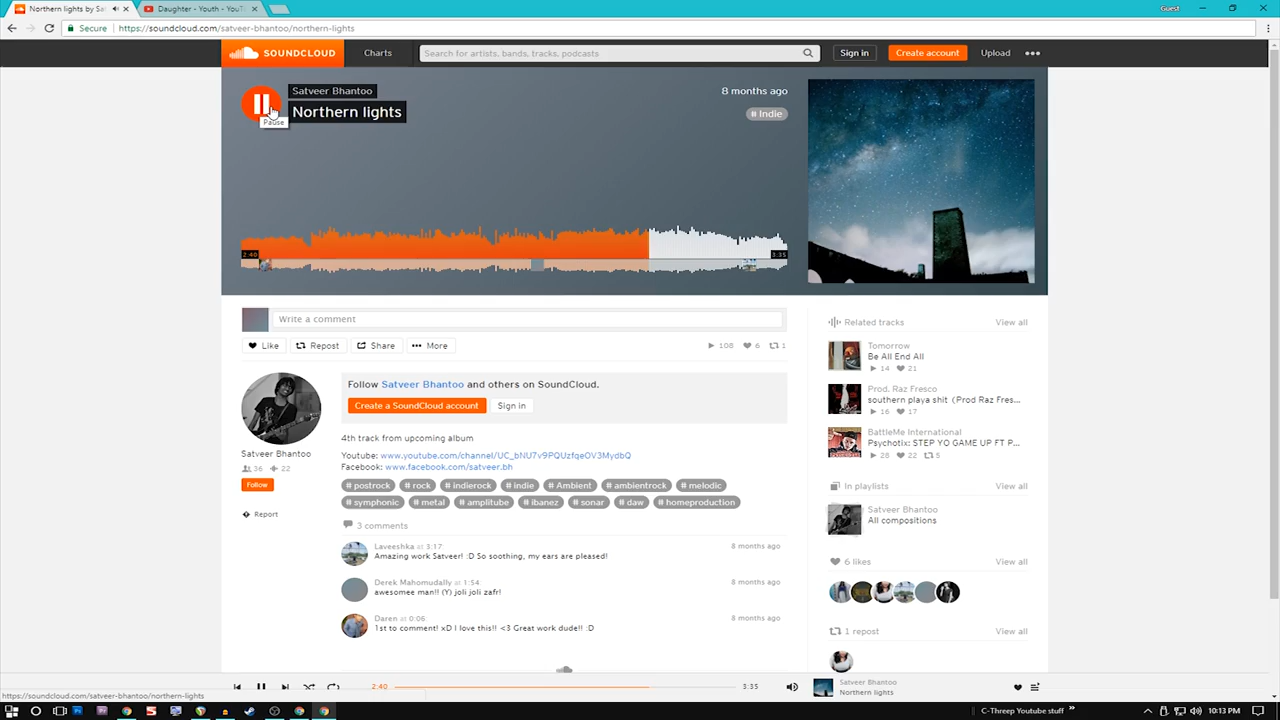 Northern lights by Sat
Daughter - Youth - YouT
Guest
Secure
https://soundcloud.com/satveer-bhantoo/northern-lights
SOUNDCLOUD
Charts
Search for artists, bands, tracks, podcasts
Sign in
Create account
Upload
Satveer Bhantoo
Northern lights
Pause
8 months ago
# Indie
2:40
3:35
Write a comment
Like
Repost
Share
More
108
6
1
Satveer Bhantoo
36
22
Follow
Report
Follow Satveer Bhantoo and others on SoundCloud.
Create a SoundCloud account
Sign in
4th track from upcoming album
Youtube: www.youtube.com/channel/UC_bNU7v9PQUzfqeOV3MydbQ
Facebook: www.facebook.com/satveer.bh
# postrock # rock # indierock # indie # Ambient # ambientrock # melodic
# symphonic # metal # amplitube # ibanez # sonar # daw # homeproduction
3 comments
Laveeshka at 3:17:
8 months ago
Amazing work Satveer! :D So soothing, my ears are pleased!
Derek Mahomudally at 1:54:
8 months ago
awesomee man!! (Y) joli joli zafr!
Daren at 0:06:
8 months ago
1st to comment! xD I love this!! <3 Great work dude!! :D
Related tracks
View all
Tomorrow
Be All End All
14 21
Prod. Raz Fresco
southern playa shit (Prod Raz Fres...
16 17
BattleMe International
Psychotix: STEP YO GAME UP FT P...
28 22 5
In playlists
View all
Satveer Bhantoo
All compositions
6 likes
View all
1 repost
View all
2:40
3:35
Satveer Bhantoo
Northern lights
https://soundcloud.com/satveer-bhantoo/northern-lights
C-Threep Youtube stuff
10:13 PM